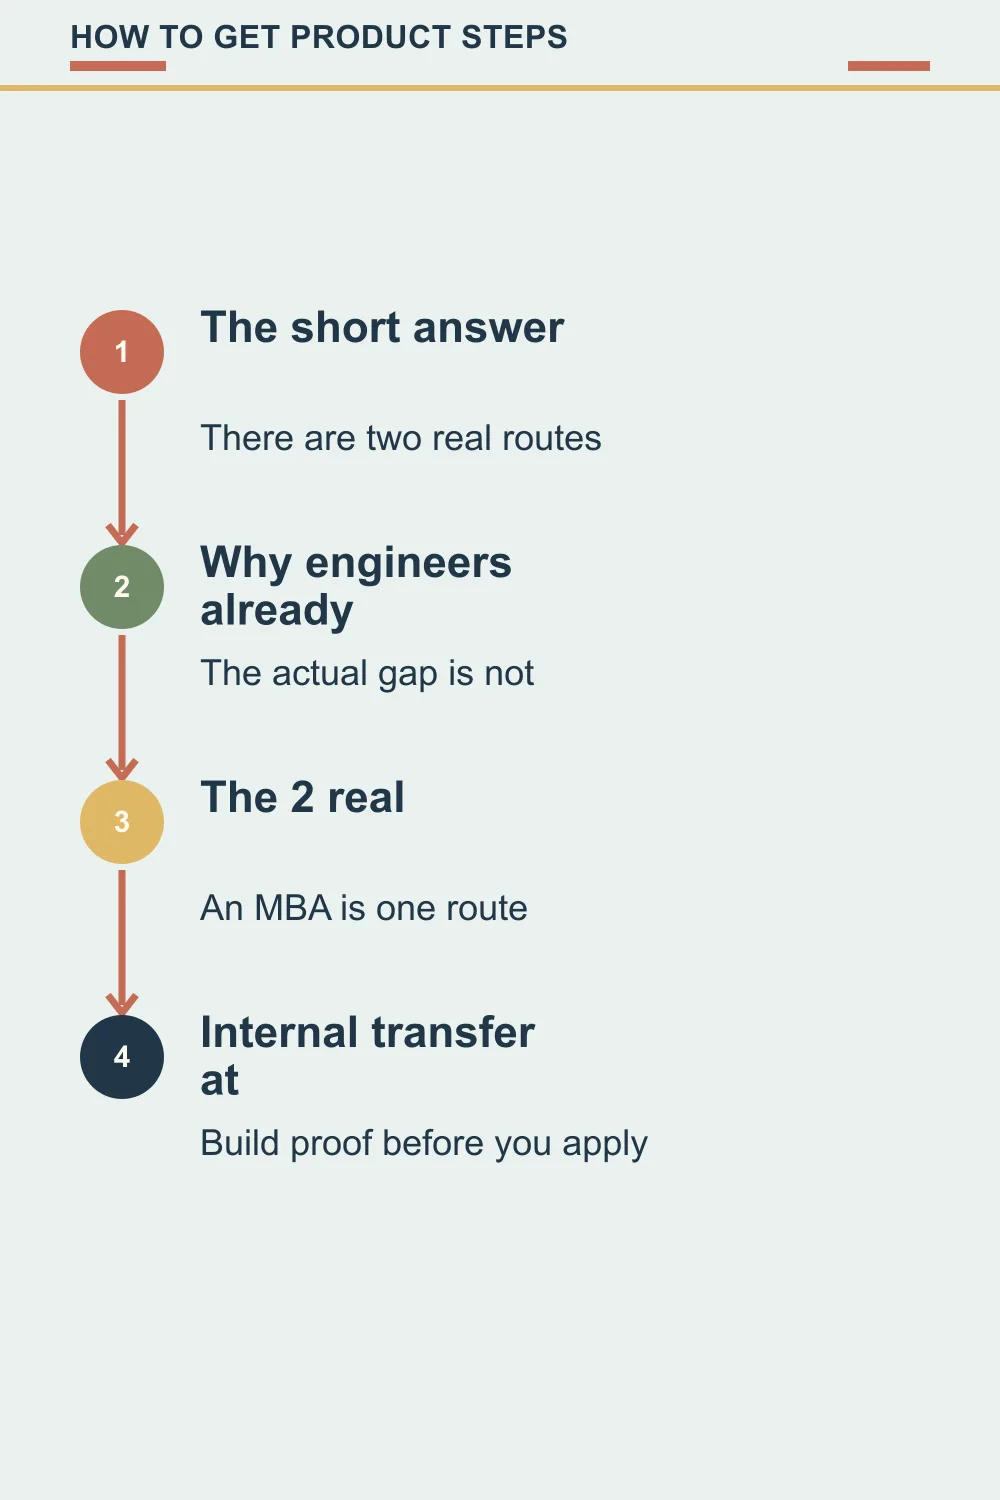 HOW TO GET PRODUCT STEPS
1
The short answer
There are two real routes
2
Why engineers
already
The actual gap is not
3
The 2 real
An MBA is one route
4
Internal transfer
at
Build proof before you apply